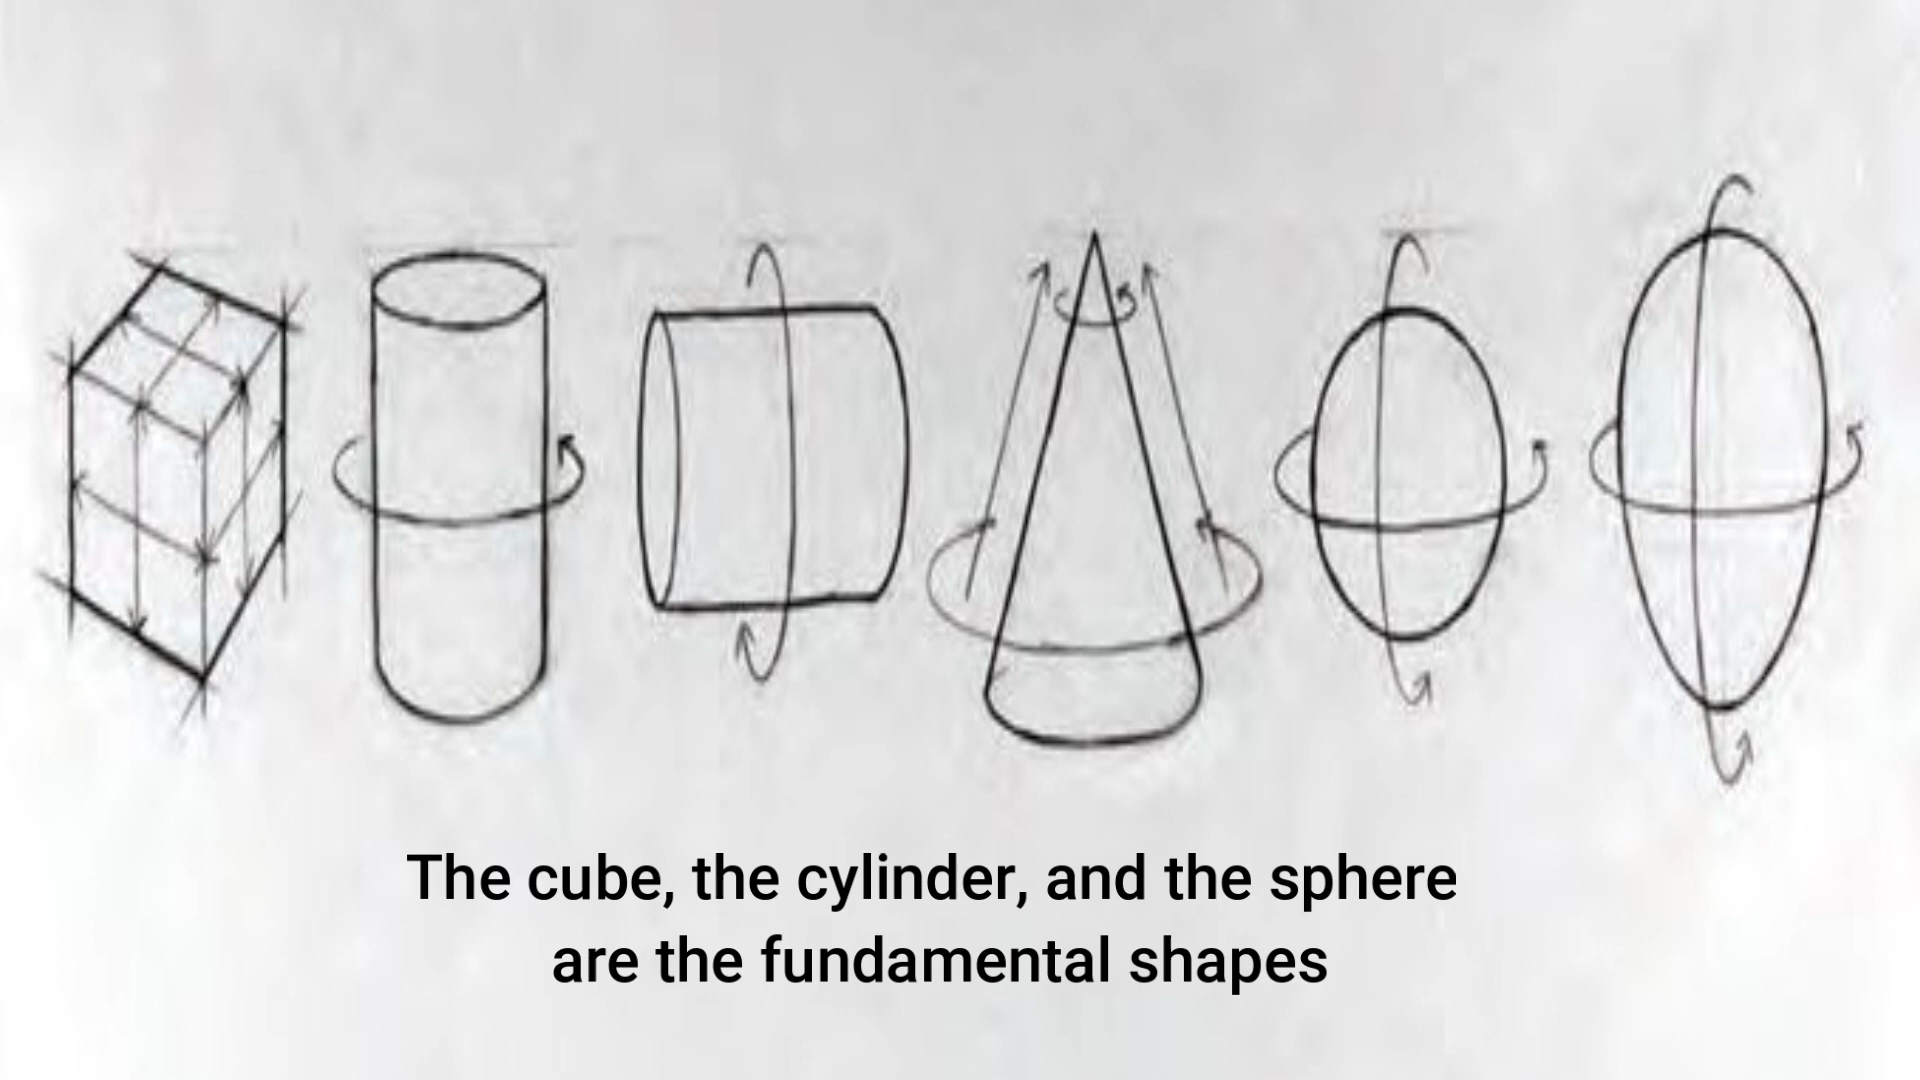 The cube, the cylinder, and the sphere
are the fundamental shapes